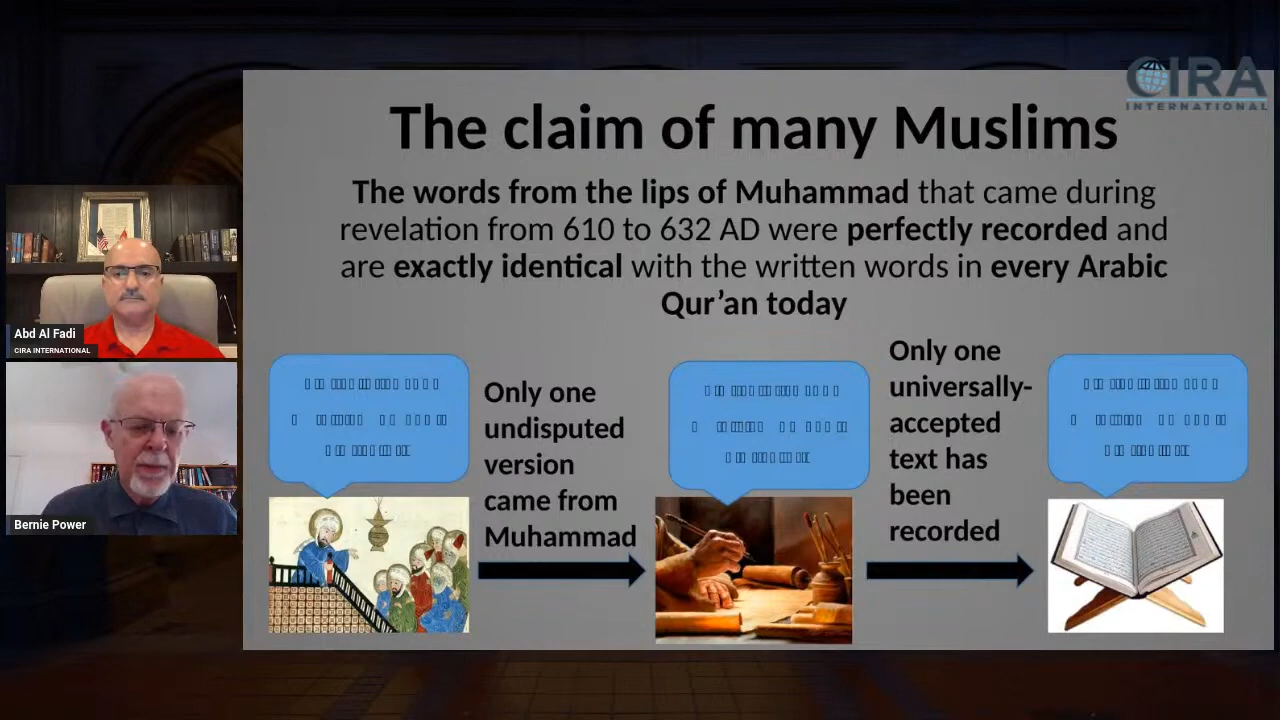 CIRA
INTERNATIONAL
The claim of many Muslims
The words from the lips of Muhammad that came during
revelation from 610 to 632 AD were perfectly recorded and
are exactly identical with the written words in every Arabic
Qur’an today
Only one
undisputed
version
came from
Muhammad
Only one
universally-
accepted
text has
been
recorded
Abd Al Fadi
CIRA INTERNATIONAL
Bernie Power